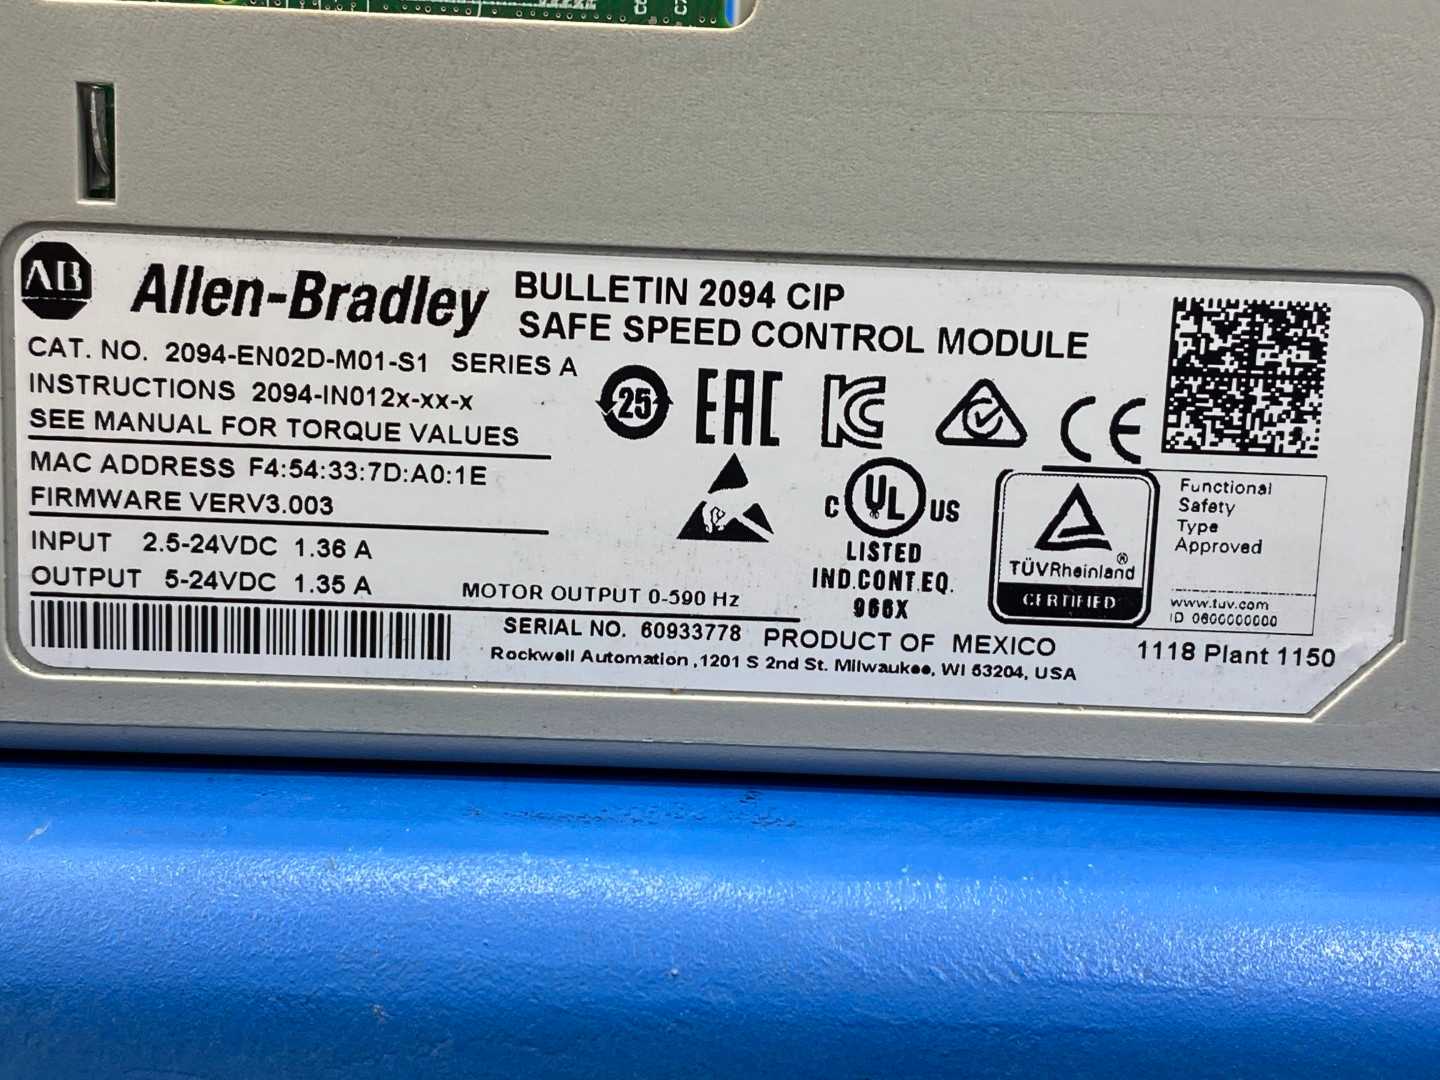 AB Allen-Bradley
BULLETIN 2094 CIP
SAFE SPEED CONTROL MODULE
CAT. NO. 2094-EN02D-M01-S1 SERIES A
INSTRUCTIONS 2094-IN012x-xx-x
SEE MANUAL FOR TORQUE VALUES
MAC ADDRESS F4:54:33:7D:A0:1E
FIRMWARE VERV3.003
INPUT 2.5-24VDC 1.36 A
OUTPUT 5-24VDC 1.35 A
MOTOR OUTPUT 0-590 Hz
SERIAL NO. 60933778
PRODUCT OF MEXICO
Rockwell Automation ,1201 S 2nd St. Milwaukee, WI 53204, USA
25
EAC
KC
CE
C UL US
LISTED
IND.CONT.EQ.
966X
TÜVRheinland®
CERTIFIED
Functional
Safety
Type
Approved
www.tuv.com
ID 0600000000
1118 Plant 1150